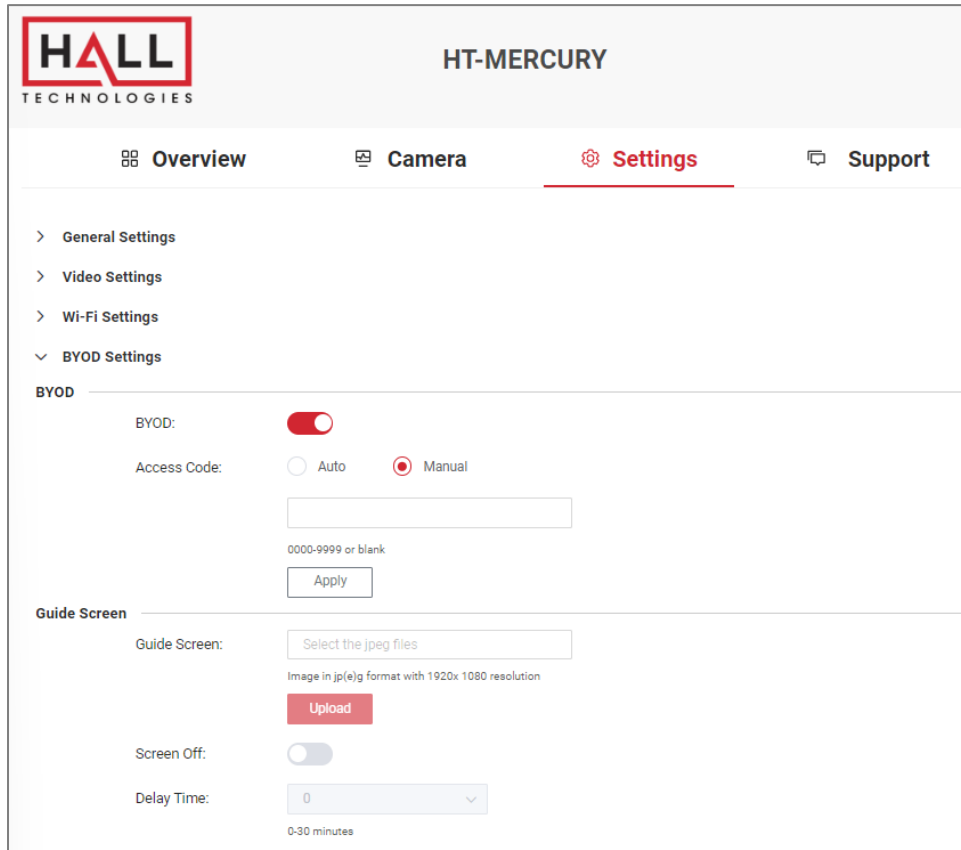 HALL
TECHNOLOGIES
HT-MERCURY
Overview Camera Settings Support
General Settings
Video Settings
Wi-Fi Settings
BYOD Settings
BYOD
BYOD:
Access Code: Auto Manual
0000-9999 or blank
Apply
Guide Screen
Guide Screen: Select the jpeg files
Image in jp(e)g format with 1920x 1080 resolution
Upload
Screen Off:
Delay Time: 0
0-30 minutes